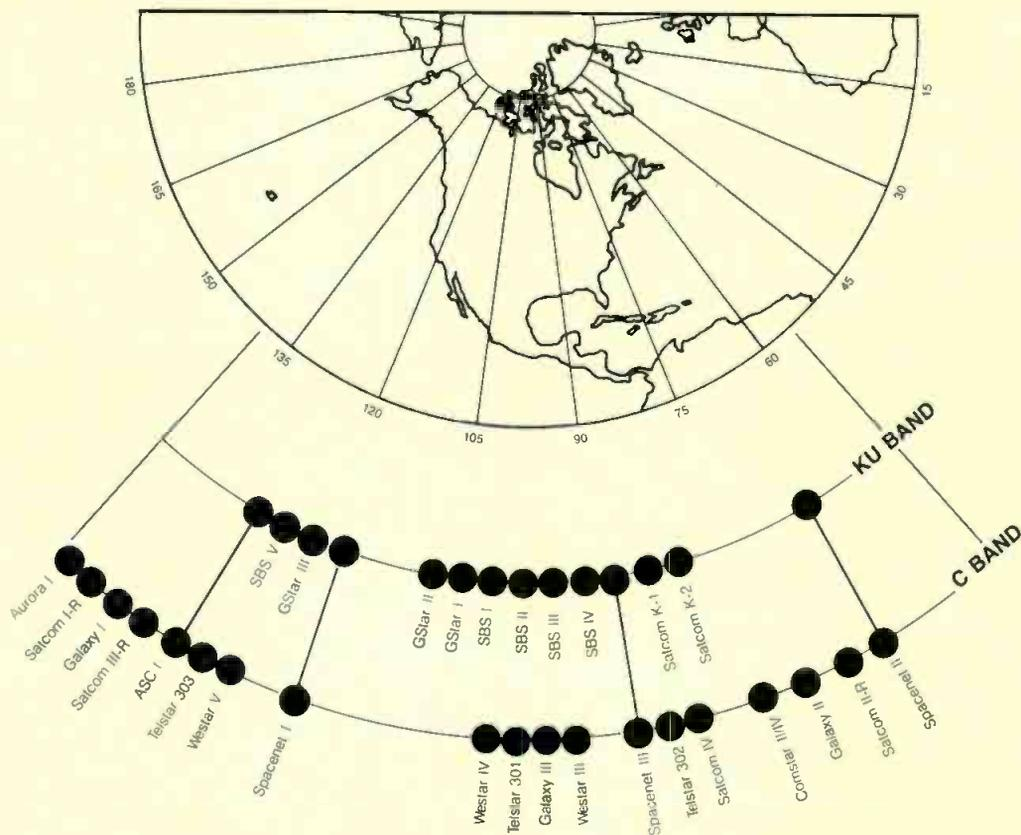 180
165
150
135
120
105
90
75
60
45
30
15
KU BAND
C BAND
SBS V
GStar III
GStar II
GStar I
SBS I
SBS II
SBS III
SBS IV
Satcom K-1
Satcom K-2
Aurora I
Satcom I-R
Galaxy I
Satcom III-R
ASC I
Telstar 303
Westar V
Spacenet I
Westar IV
Telstar 301
Galaxy III
Westar III
Spacenet III
Telstar 302
Satcom IV
Comstar II/IV
Galaxy II
Satcom II-R
Spacenet II